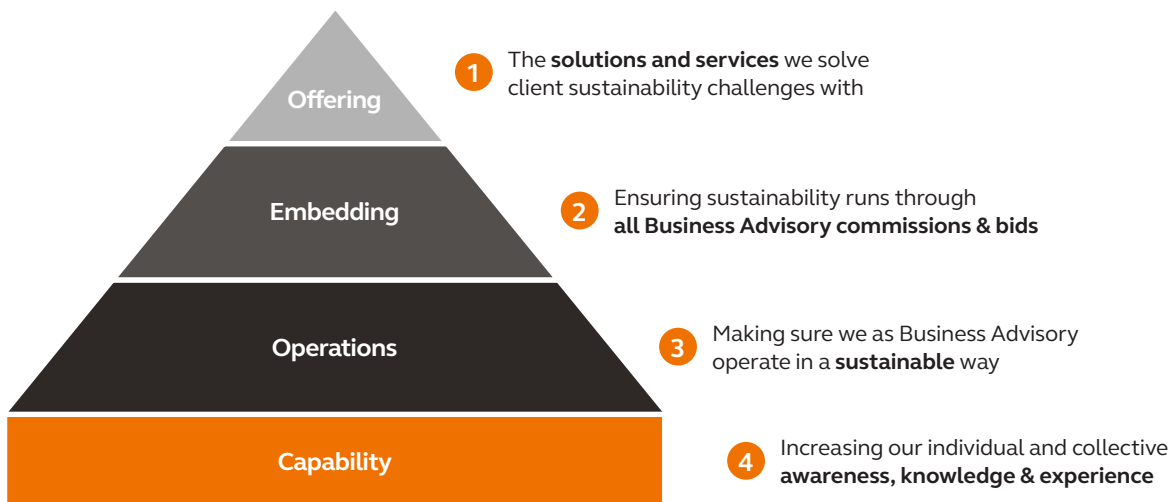 Offering
1
The solutions and services we solve
client sustainability challenges with
Embedding
2
Ensuring sustainability runs through
all Business Advisory commissions & bids
Operations
3
Making sure we as Business Advisory
operate in a sustainable way
Capability
4
Increasing our individual and collective
awareness, knowledge & experience